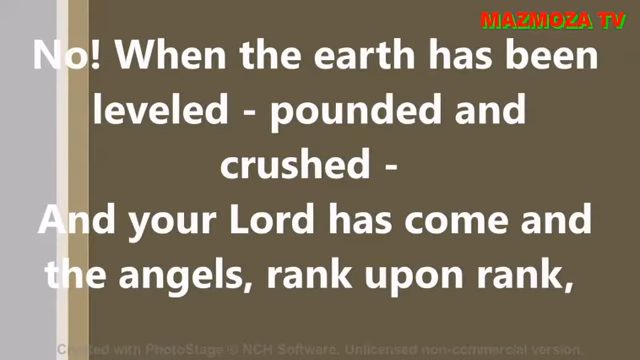 MAZMOZA TV
No! When the earth has been
leveled - pounded and
crushed -
And your Lord has come and
the angels, rank upon rank,
Created with PhotoStage © NCH Software. Unlicensed non-commercial version.